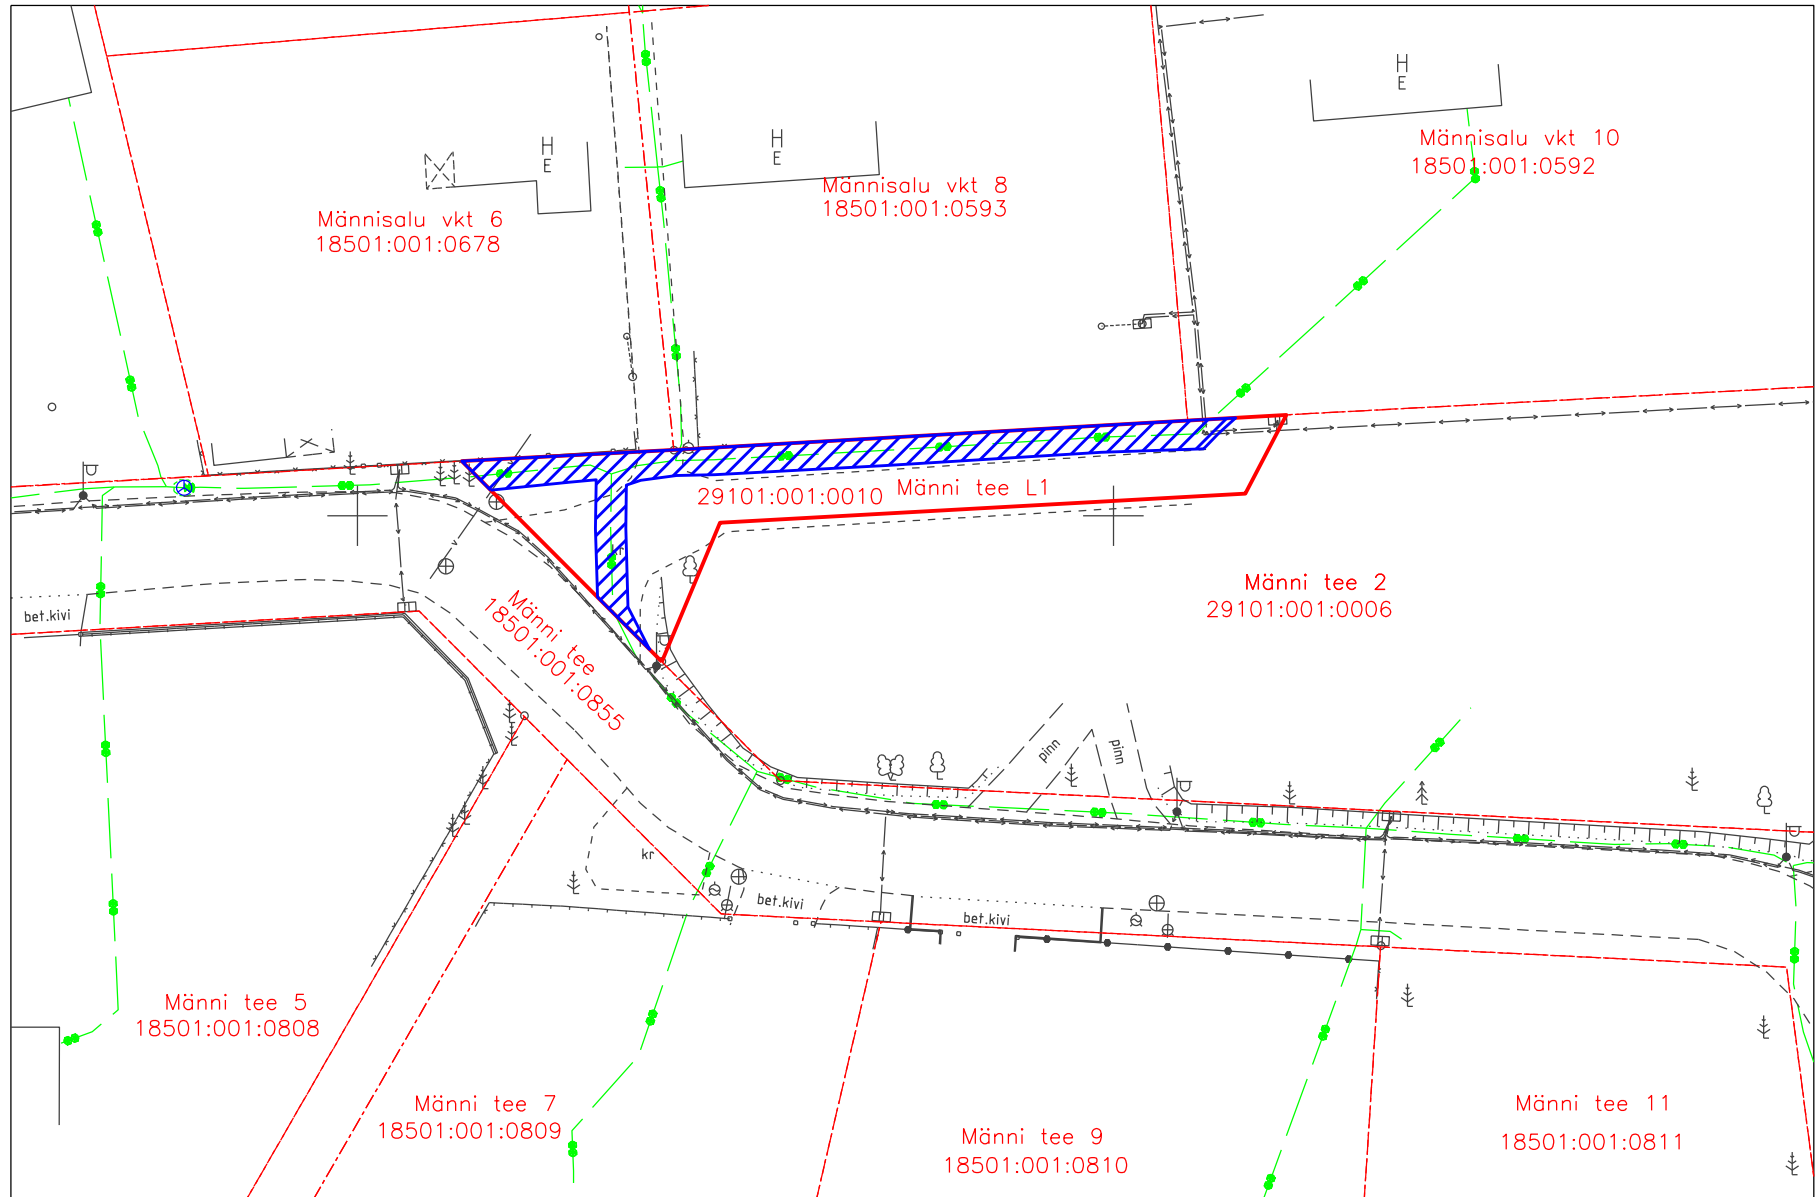 H
E
Männisalu vkt 10
18501:001:0592
H
E
H
E
Männisalu vkt 8
18501:001:0593
Männisalu vkt 6
18501:001:0678
29101:001:0010 Männi tee L1
kr
Männi tee 2
29101:001:0006
bet.kivi
Männi tee
18501:001:0855
pinn
pinn
kr
bet.kivi
bet.kivi
Männi tee 5
18501:001:0808
Männi tee 7
18501:001:0809
Männi tee 9
18501:001:0810
Männi tee 11
18501:001:0811